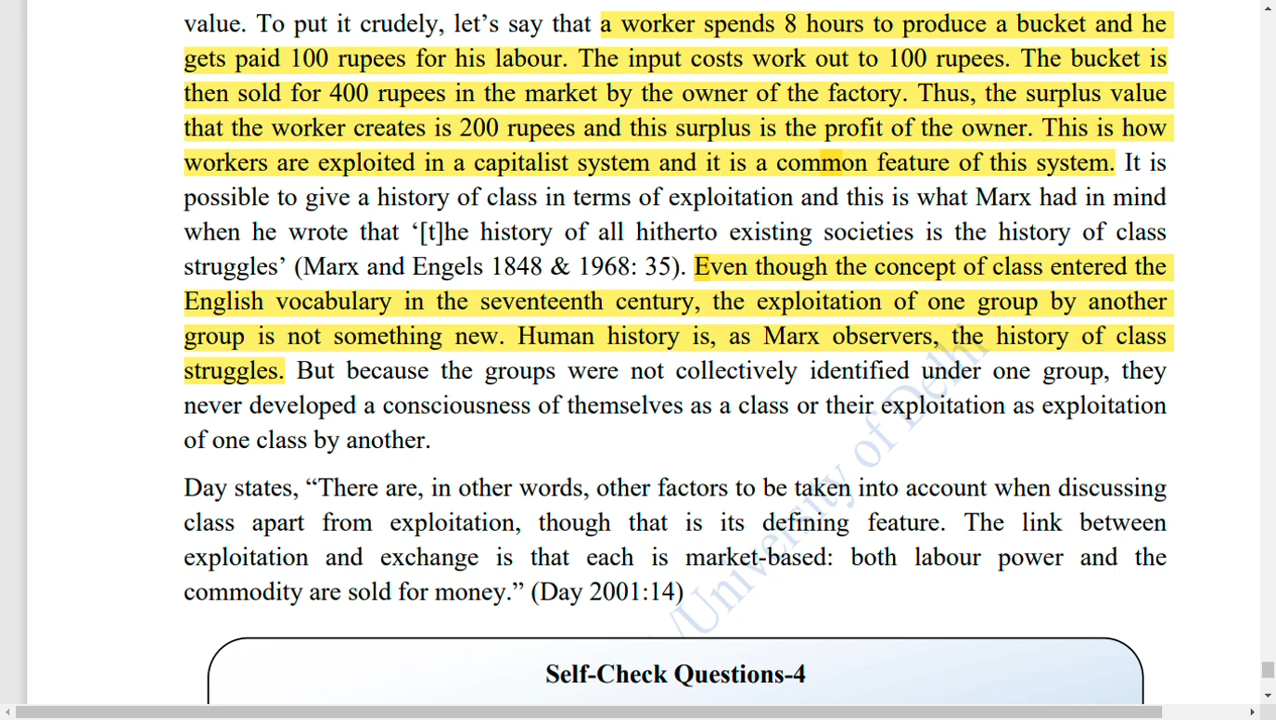 value. To put it crudely, let’s say that a worker spends 8 hours to produce a bucket and he
gets paid 100 rupees for his labour. The input costs work out to 100 rupees. The bucket is
then sold for 400 rupees in the market by the owner of the factory. Thus, the surplus value
that the worker creates is 200 rupees and this surplus is the profit of the owner. This is how
workers are exploited in a capitalist system and it is a common feature of this system. It is
possible to give a history of class in terms of exploitation and this is what Marx had in mind
when he wrote that ‘[t]he history of all hitherto existing societies is the history of class
struggles’ (Marx and Engels 1848 & 1968: 35). Even though the concept of class entered the
English vocabulary in the seventeenth century, the exploitation of one group by another
group is not something new. Human history is, as Marx observers, the history of class
struggles. But because the groups were not collectively identified under one group, they
never developed a consciousness of themselves as a class or their exploitation as exploitation
of one class by another.
Day states, “There are, in other words, other factors to be taken into account when discussing
class apart from exploitation, though that is its defining feature. The link between
exploitation and exchange is that each is market-based: both labour power and the
commodity are sold for money.” (Day 2001:14)
/University of Delhi
Self-Check Questions-4